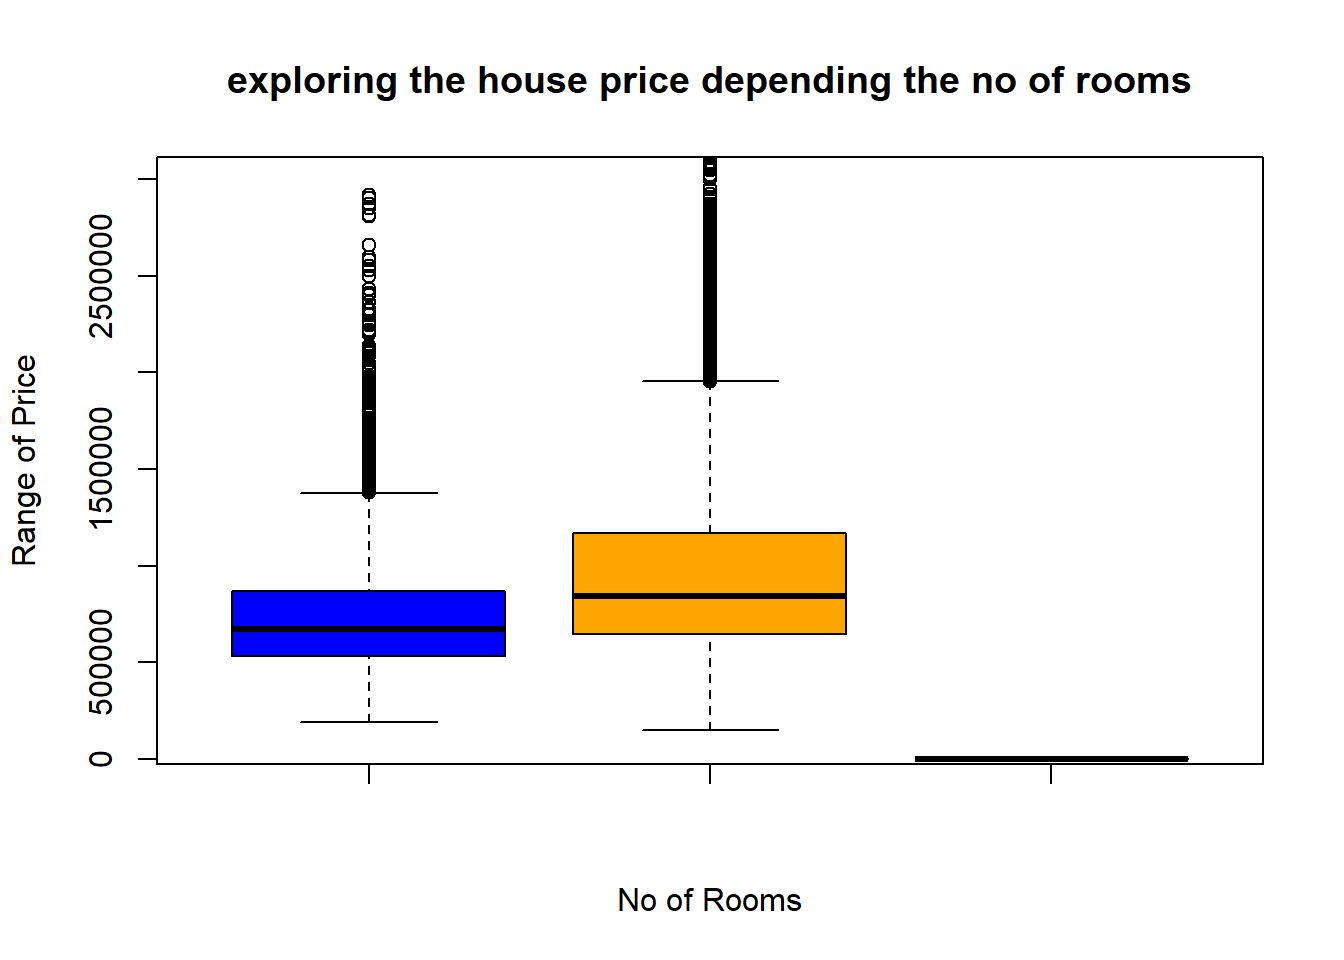 exploring the house price depending the no of rooms
Range of Price
2500000
1500000
500000
0
No of Rooms